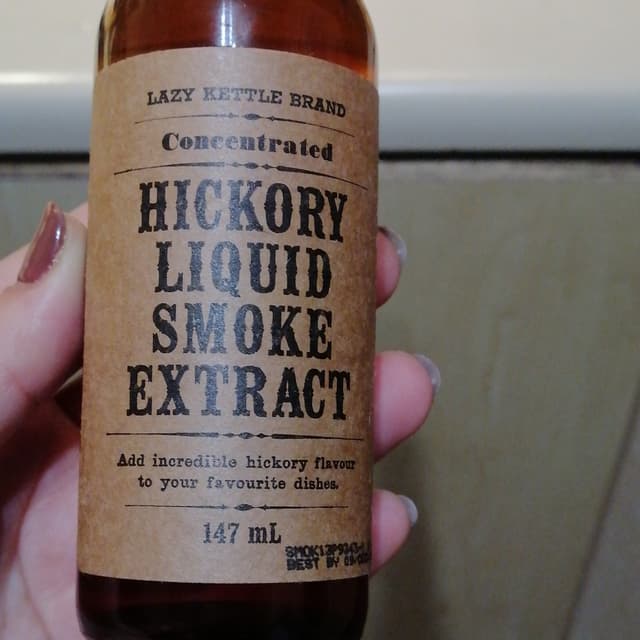 LAZY KETTLE BRAND
Concentrated
HICKORY
LIQUID
SMOKE
EXTRACT
Add incredible hickory flavour
to your favourite dishes.
147 mL
BEST BY